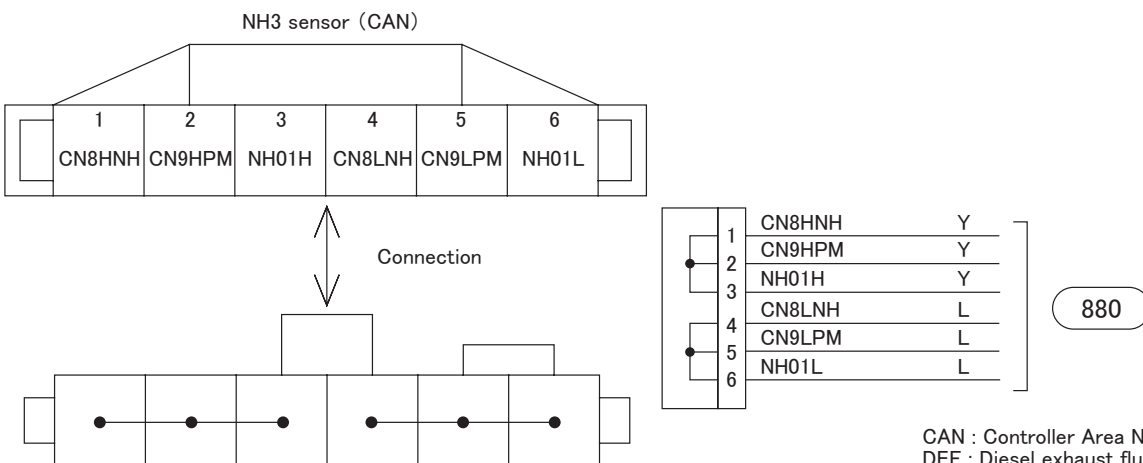 NH3 sensor (CAN)
1 2 3 4 5 6
CN8HNH CN9HPM NH01H CN8LNH CN9LPM NH01L
Connection
1 CN8HNH Y
2 CN9HPM Y
3 NH01H Y
4 CN8LNH L
5 CN9LPM L
6 NH01L L
880
CAN : Controller Area N
DEF : Diesel exhaust flu